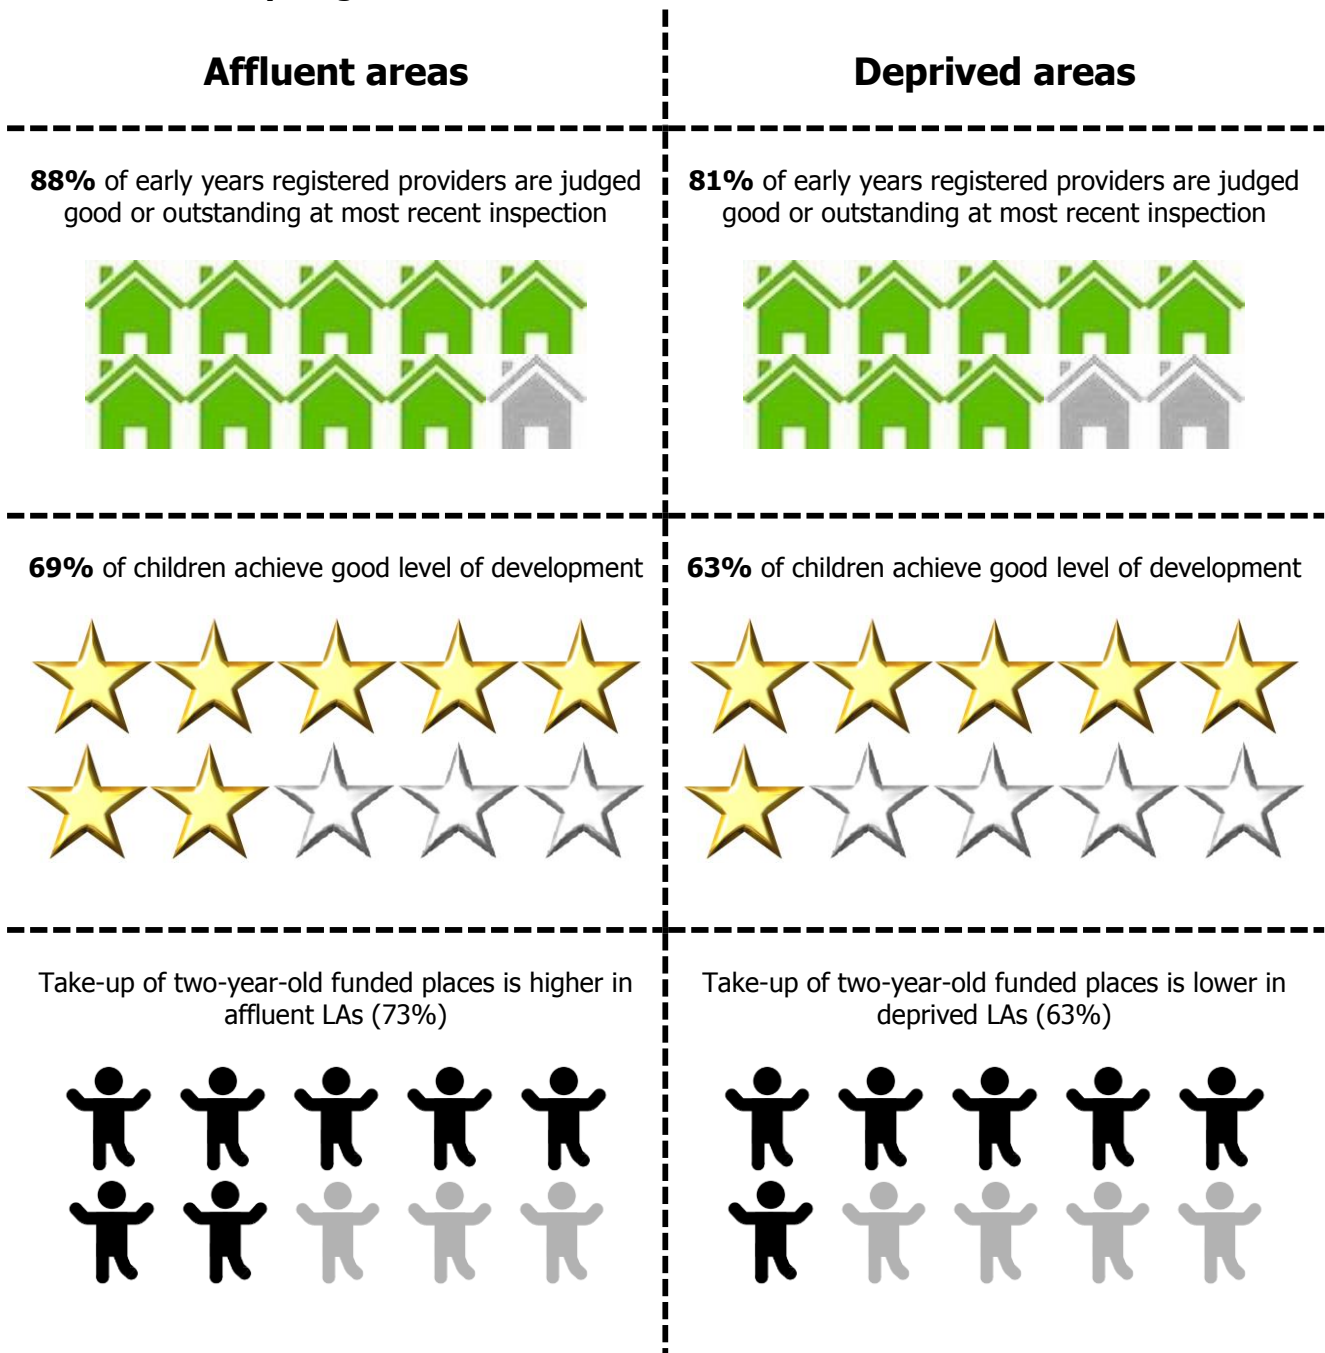 Affluent areas
Deprived areas
88% of early years registered providers are judged
good or outstanding at most recent inspection
81% of early years registered providers are judged
good or outstanding at most recent inspection
69% of children achieve good level of development
63% of children achieve good level of development
Take-up of two-year-old funded places is higher in
affluent LAs (73%)
Take-up of two-year-old funded places is lower in
deprived LAs (63%)